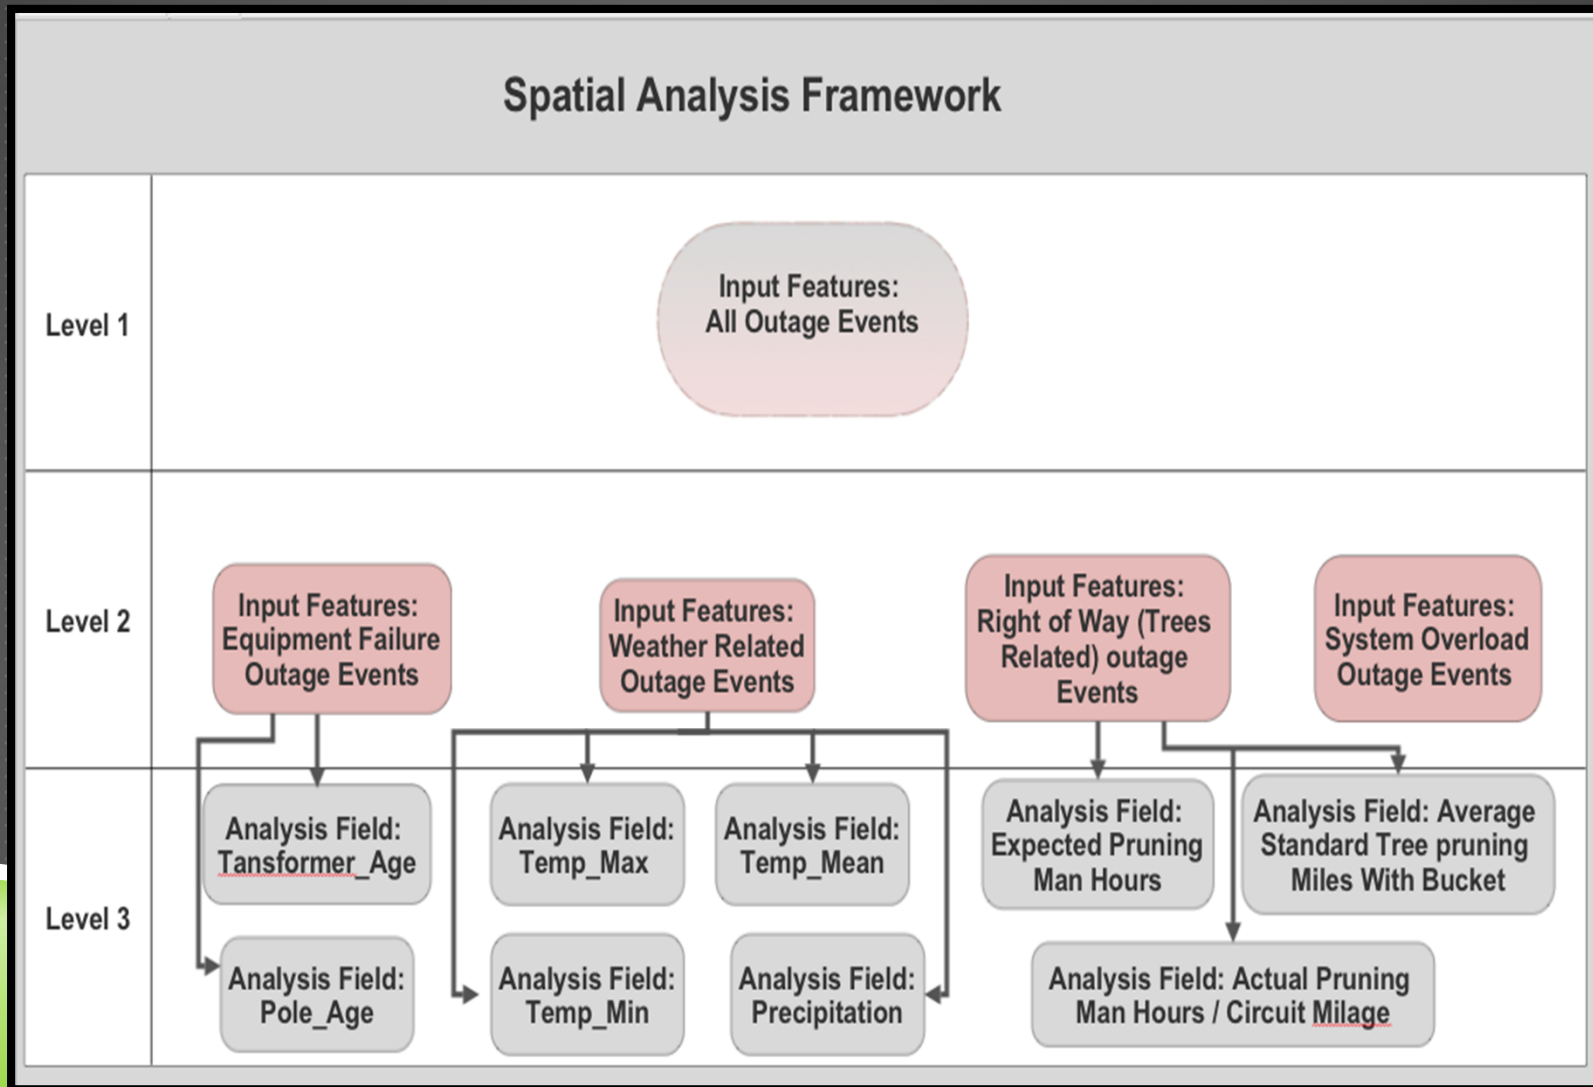 Spatial Analysis Framework
Level 1
Input Features:
All Outage Events
Level 2
Input Features:
Equipment Failure
Outage Events
Input Features:
Weather Related
Outage Events
Input Features:
Right of Way (Trees
Related) outage
Events
Input Features:
System Overload
Outage Events
Level 3
Analysis Field:
Tansformer_Age
Analysis Field:
Temp_Max
Analysis Field:
Temp_Mean
Analysis Field:
Expected Pruning
Man Hours
Analysis Field: Average
Standard Tree pruning
Miles With Bucket
Analysis Field:
Pole_Age
Analysis Field:
Temp_Min
Analysis Field:
Precipitation
Analysis Field: Actual Pruning
Man Hours / Circuit Milage